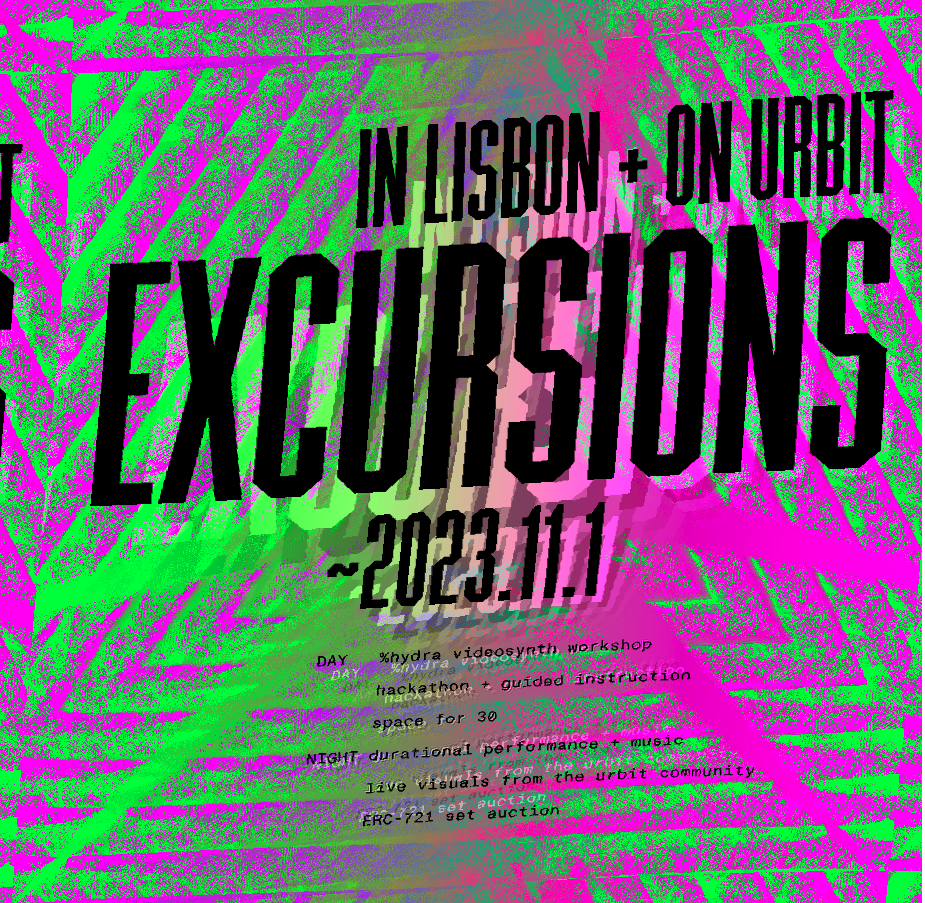 IN LISBON + ON URBIT
EXCURSIONS
~2023.11.1
DAY %hydra videosynth workshop
hackathon + guided instruction
space for 30
NIGHT durational performance + music
live visuals from the urbit community
ERC-721 set auction